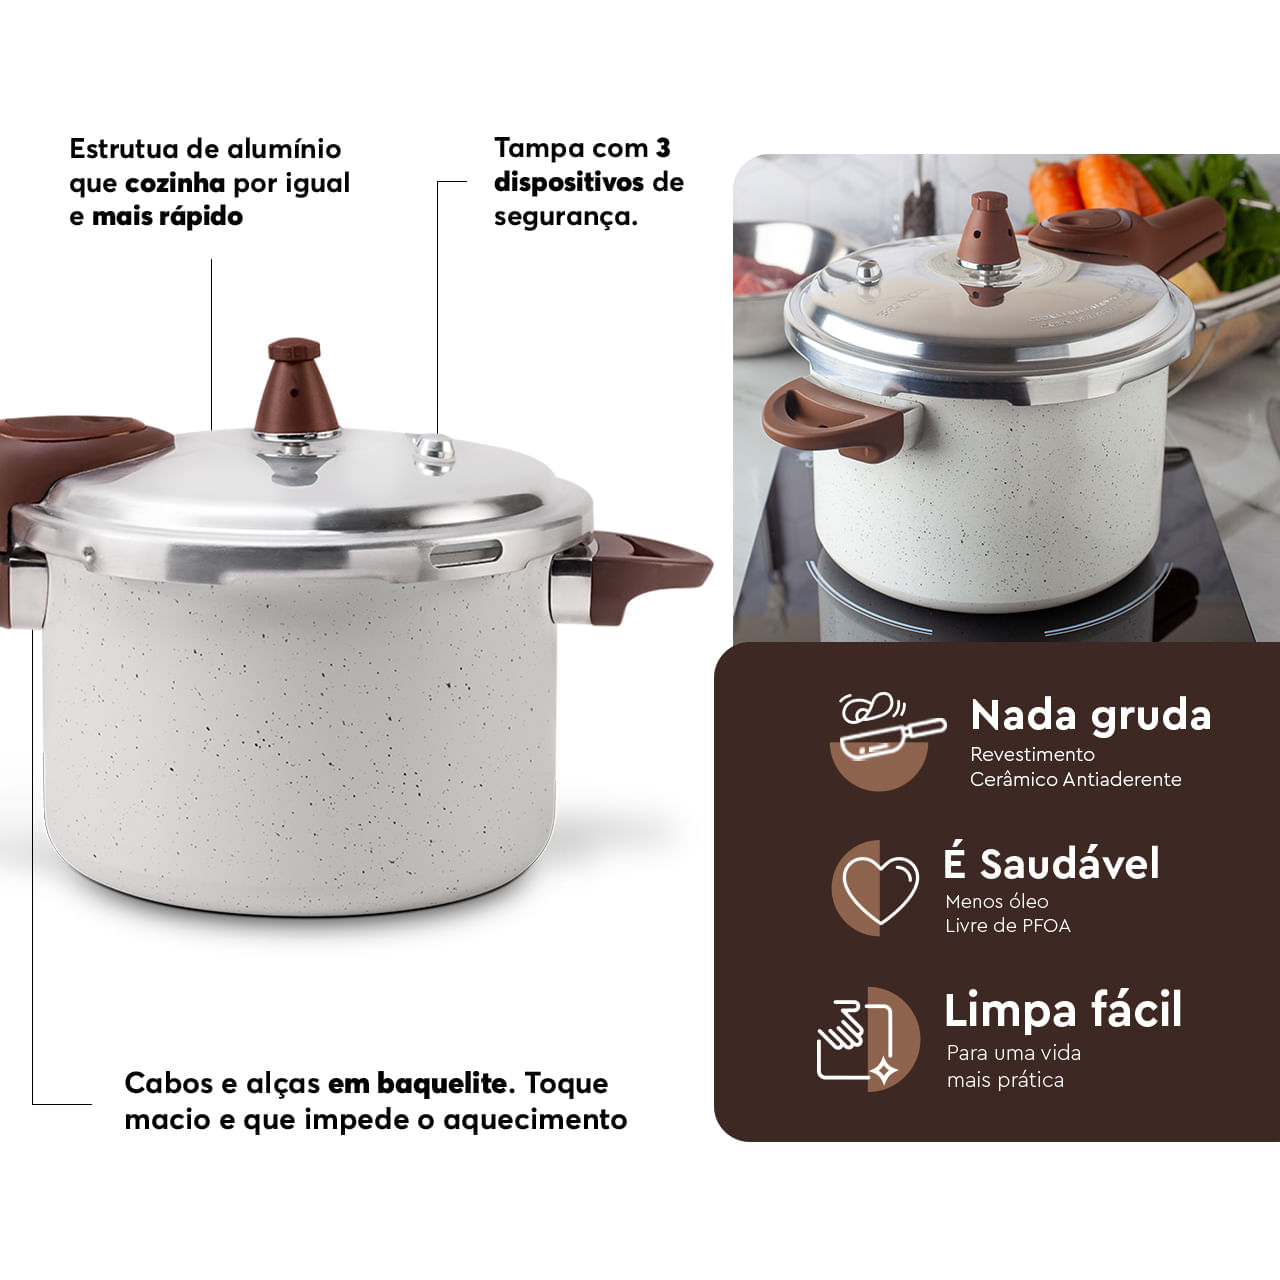 Estrutua de alumínio
que cozinha por igual
e mais rápido
Tampa com 3
dispositivos de
segurança.
Cabos e alças em baquelite. Toque
macio e que impede o aquecimento
Nada gruda
Revestimento
Cerâmico Antiaderente
É Saudável
Menos óleo
Livre de PFOA
Limpa fácil
Para uma vida
mais prática